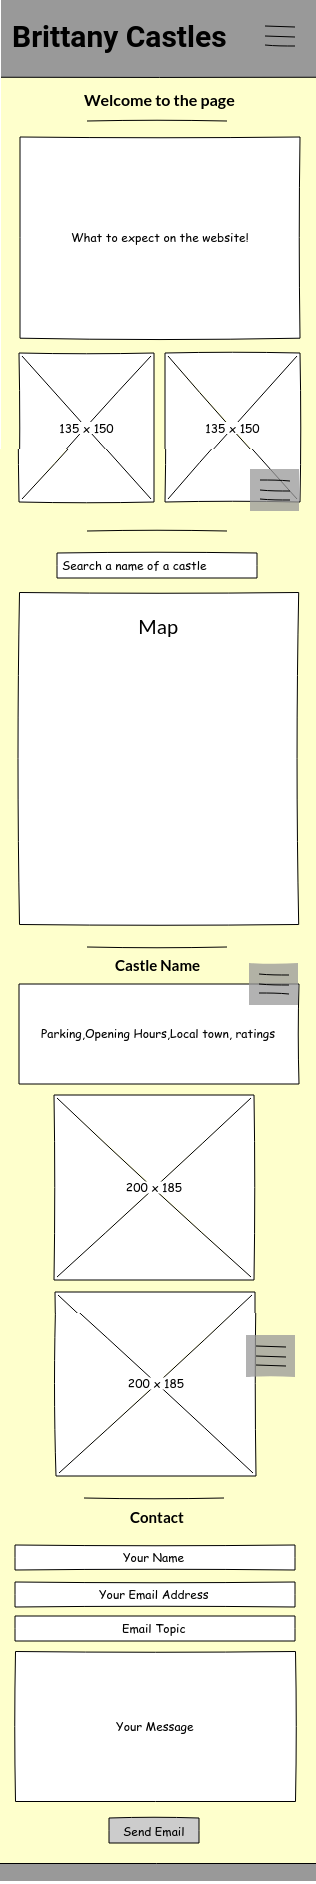 Brittany Castles
Welcome to the page
What to expect on the website!
135 x 150
135 x 150
Search a name of a castle
Map
Castle Name
Parking,Opening Hours,Local town, ratings
200 x 185
200 x 185
Contact
Your Name
Your Email Address
Email Topic
Your Message
Send Email